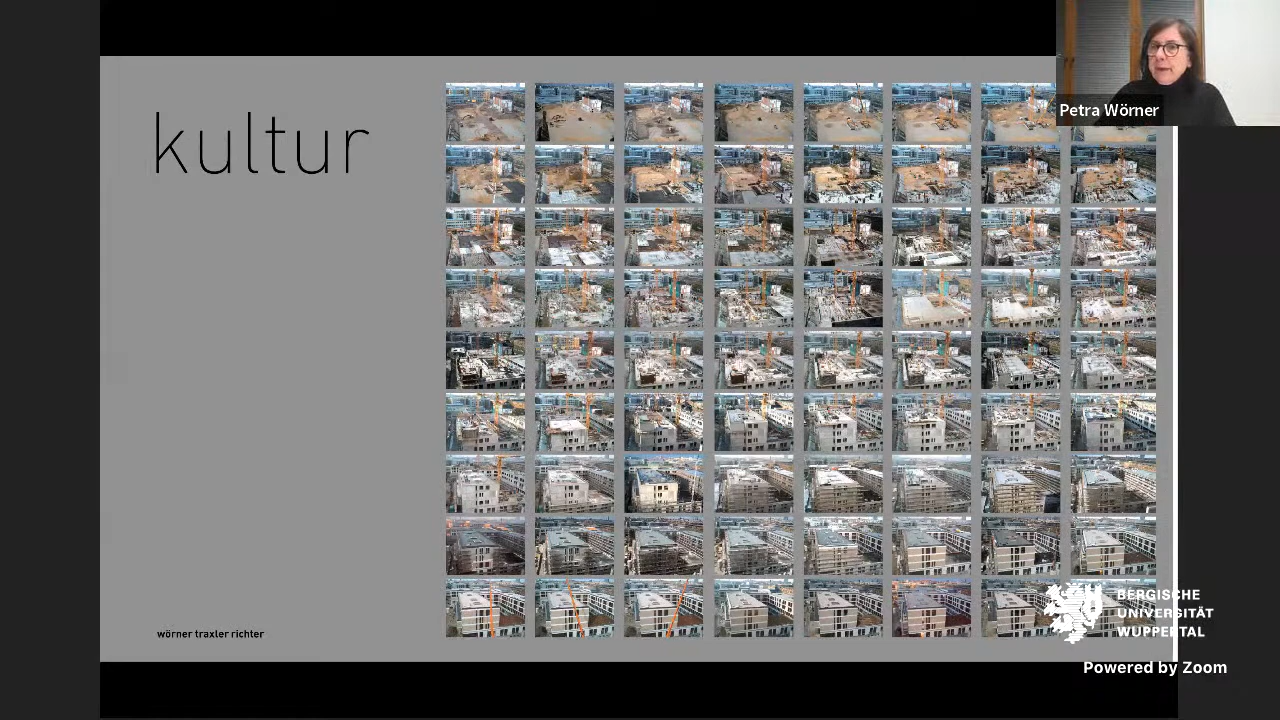 kultur
Petra Wörner
wörner traxler richter
BERGISCHE
UNIVERSITÄT
WUPPERTAL
Powered by Zoom